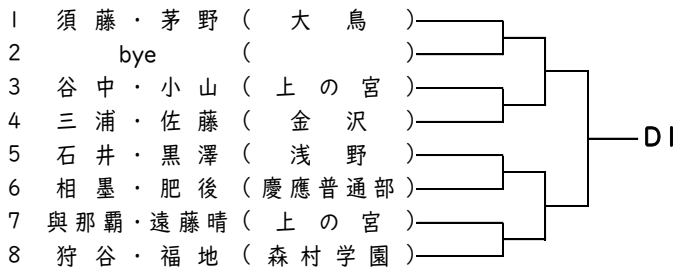 1 須藤・茅野(大鳥)
2 bye ( )
3 谷中・小山(上の宮)
4 三浦・佐藤(金沢)
5 石井・黒澤(浅野)
6 相墨・肥後(慶應普通部)
7 與那覇・遠藤晴(上の宮)
8 狩谷・福地(森村学園)
D1